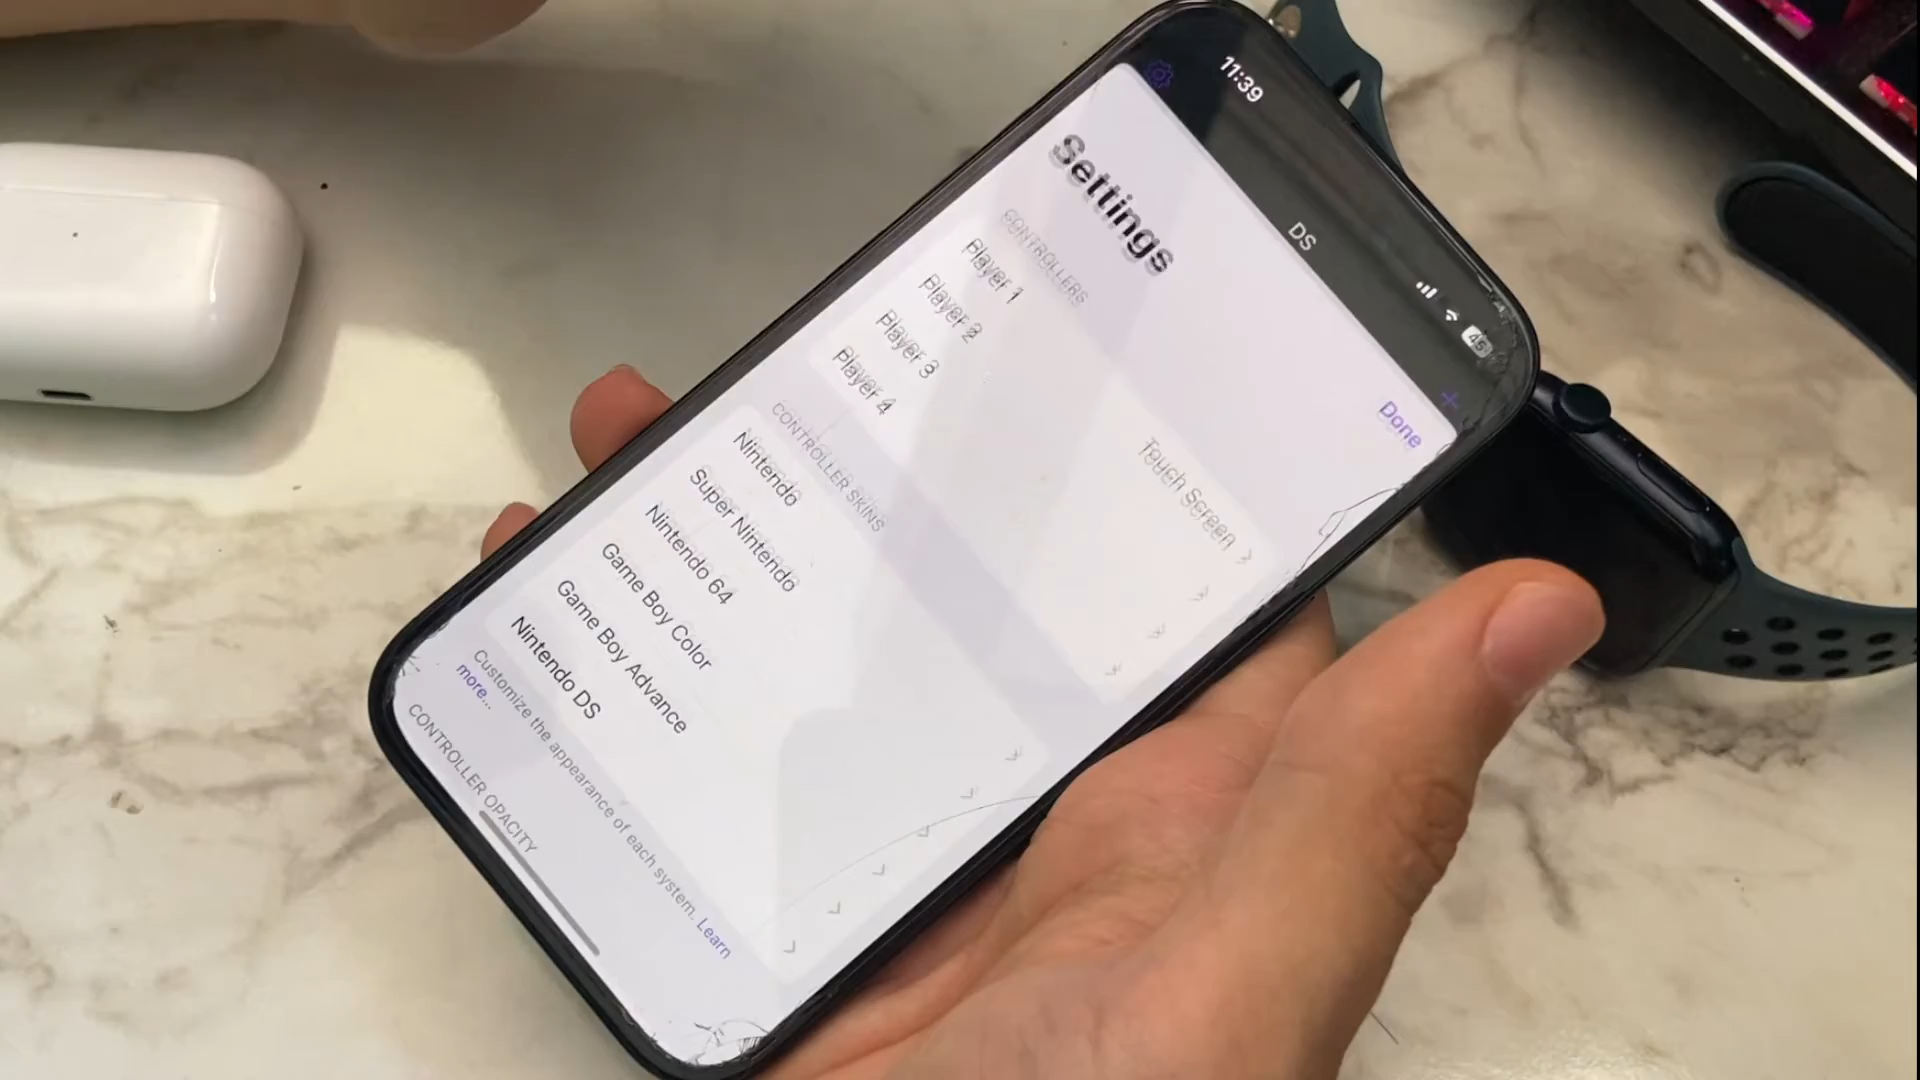 11:39
DS
45
Settings
Done
CONTROLLERS
Player 1
Touch Screen
Player 2
Player 3
Player 4
CONTROLLER SKINS
Nintendo
Super Nintendo
Nintendo 64
Game Boy Color
Game Boy Advance
Nintendo DS
Customize the appearance of each system. Learn
more...
CONTROLLER OPACITY